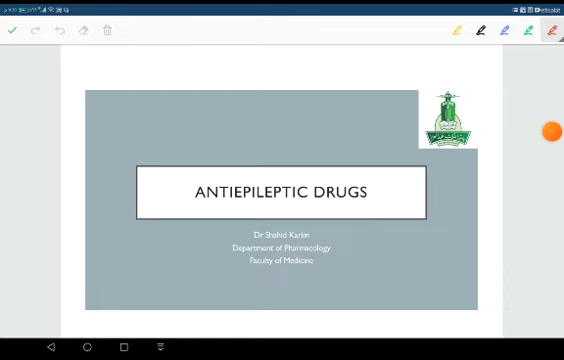 ANTIEPILEPTIC DRUGS
Dr Shahid Karim
Department of Pharmacology
Faculty of Medicine